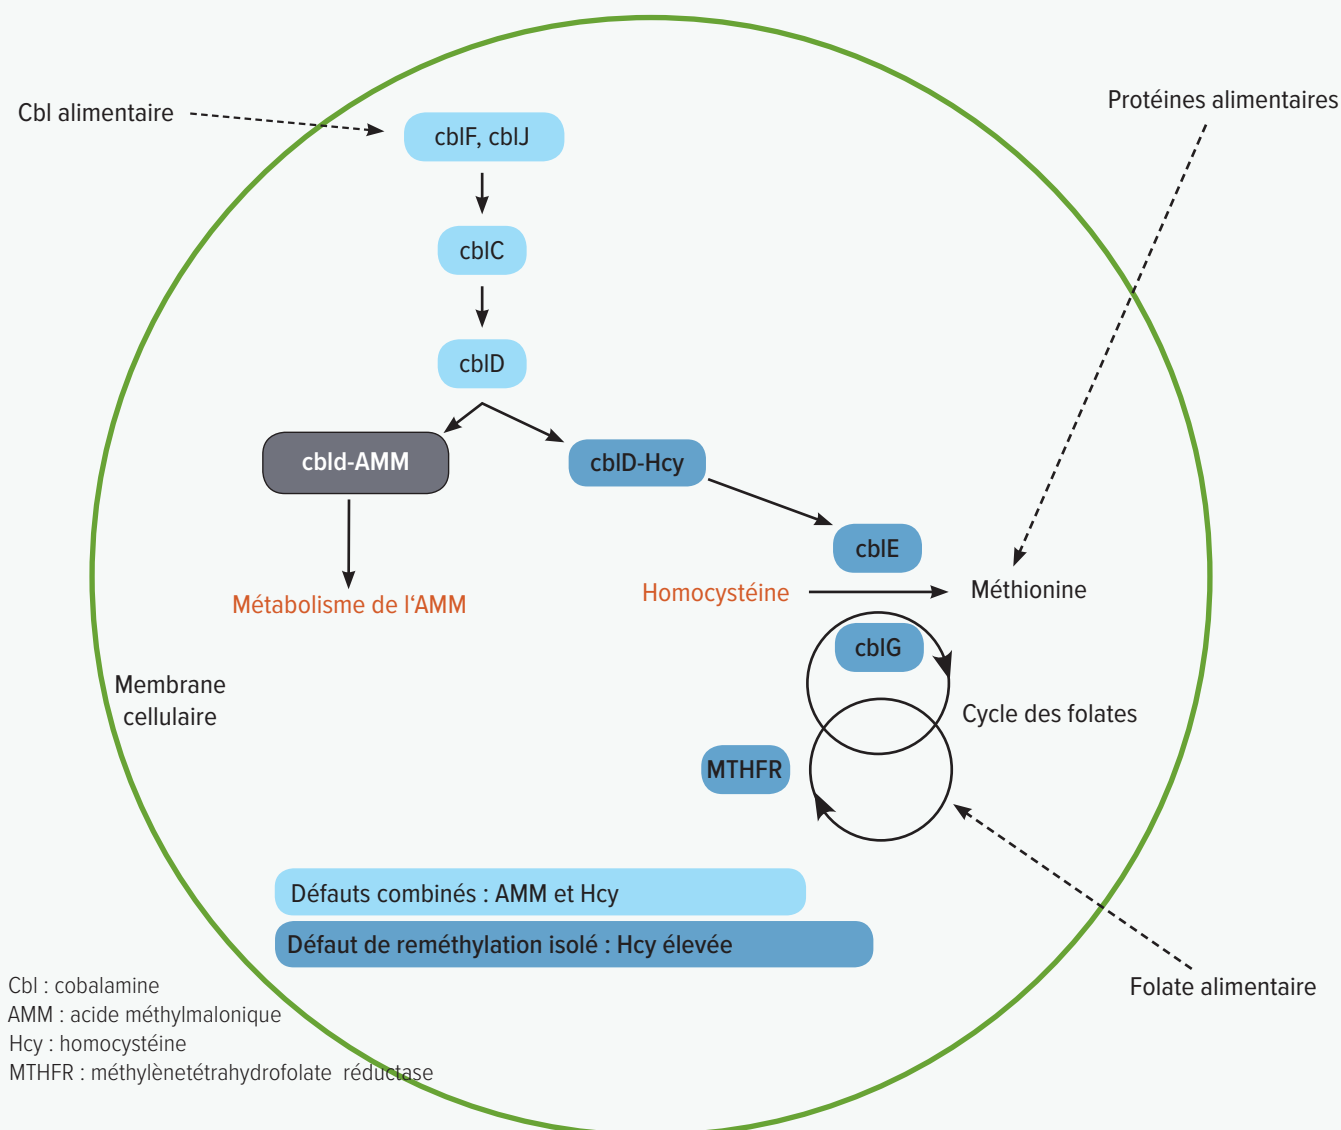 Protéines alimentaires
Cbl alimentaire
cblF, cblJ
cblC
cblD
cbld-AMM
cblD-Hcy
cblE
Métabolisme de l‘AMM
Homocystéine
Méthionine
cblG
Membrane
cellulaire
Cycle des folates
MTHFR
Défauts combinés : AMM et Hcy
Défaut de reméthylation isolé : Hcy élevée
Folate alimentaire
Cbl : cobalamine
AMM : acide méthylmalonique
Hcy : homocystéine
MTHFR : méthylènetétrahydrofolate réductase